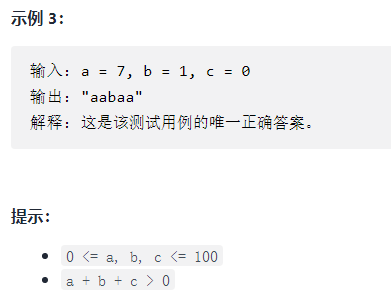 示例 3：
输入：a = 7, b = 1, c = 0
输出："aabaa"
解释：这是该测试用例的唯一正确答案。
提示：
• 0 <= a, b, c <= 100
• a + b + c > 0